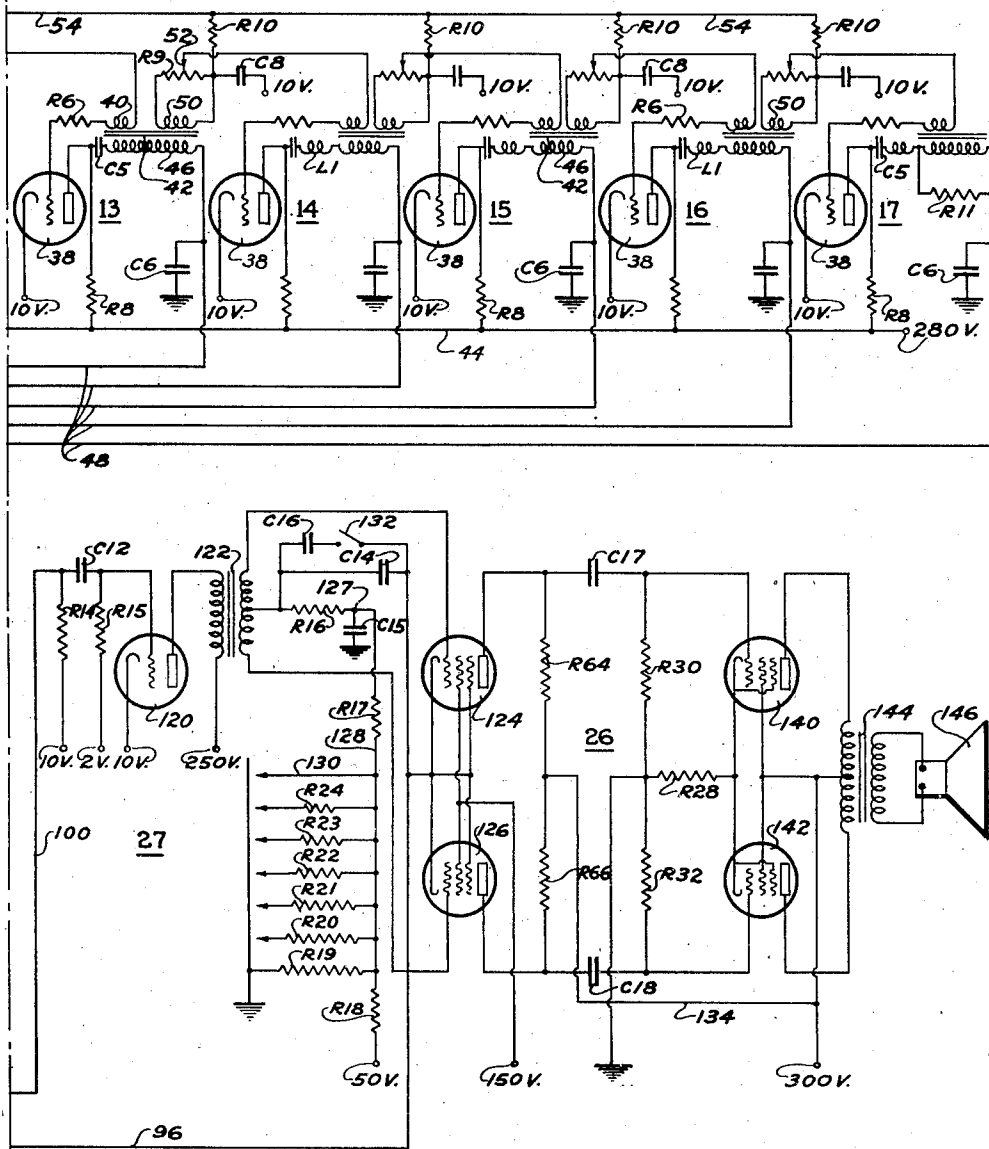 54 R10 R10 R10 54 R10
52
R9 C8 C8
10V. 10V. 10V. 10V.
R6 40 50 R6 50
C5 46 42 L1 46 42 L1 C5
R11
13 14 15 16 17
38 38 38 38 38
C6 C6 C6
10V. R8 10V. 10V. R8 10V. 10V. R8
280V.
44
48
C16 132
C12 122 C14 C17
127
R14 R15 R16 C15
R64 R30
120 124 140 144 146
R17
26
10V. 2V. 10V. 250V. 128
130 R28
R24
100 R23
27 126 142
R22
R66 R32
R21
R20
R19
C18
R18 134
50V. 150V. 300V.
96